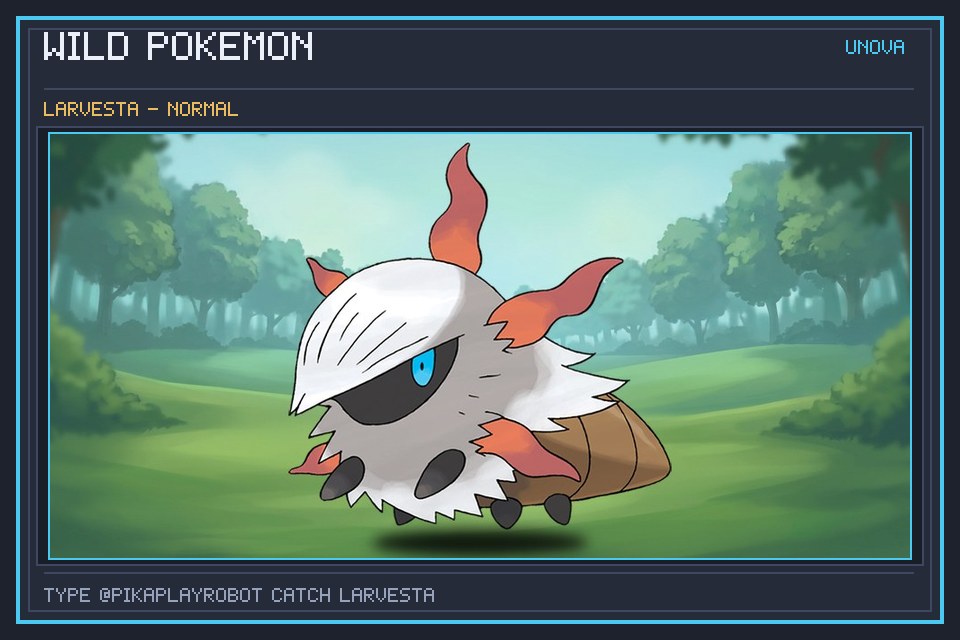 WILD POKEMON
UNOVA
LARVESTA - NORMAL
TYPE @PIKAPLAYROBOT CATCH LARVESTA